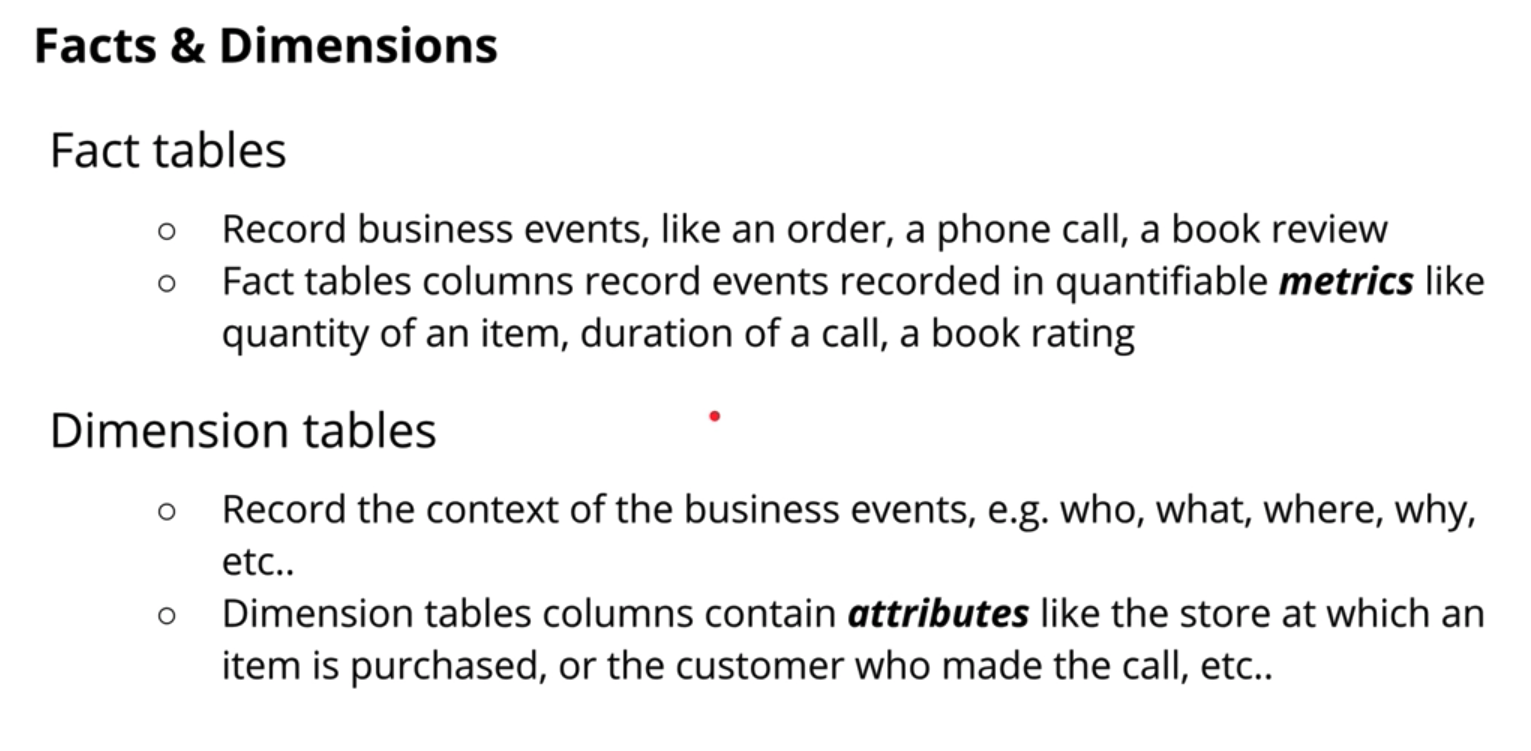 Facts & Dimensions
Fact tables
○ Record business events, like an order, a phone call, a book review
○ Fact tables columns record events recorded in quantifiable metrics like
quantity of an item, duration of a call, a book rating
Dimension tables
○ Record the context of the business events, e.g. who, what, where, why,
etc..
○ Dimension tables columns contain attributes like the store at which an
item is purchased, or the customer who made the call, etc..